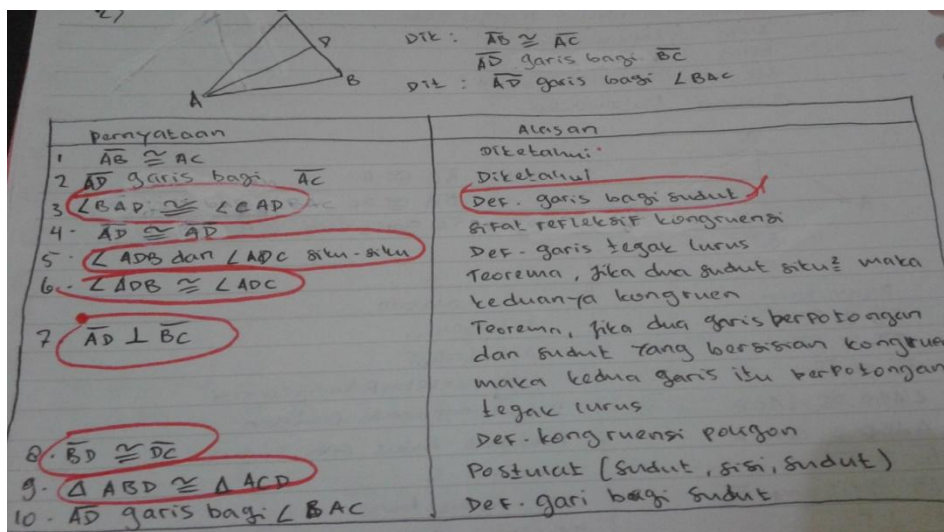 2)
A
B
D
Dik : AB ≅ AC
AD garis bagi BC
Dit : AD garis bagi ∠BAC
Pernyataan Alasan
1 AB ≅ AC Diketahui
2 AD garis bagi AC Diketahui
3 ∠BAD ≅ ∠CAD Def. garis bagi sudut
4. AD ≅ AD sifat refleksif kongruensi
5. ∠ADB dan ∠ADC siku-siku Def. garis tegak lurus
6. ∠ADB ≅ ∠ADC Teorema, jika dua sudut siku² maka
keduanya kongruen
7 AD ⊥ BC Teorema, jika dua garis berpotongan
dan sudut yang bersisian kongruen
maka kedua garis itu berpotongan
tegak lurus
8. BD ≅ DC Def. kongruensi poligon
9. △ ABD ≅ △ ACD Postulat (sudut, sisi, sudut)
10. AD garis bagi ∠ BAC Def. gari bagi sudut